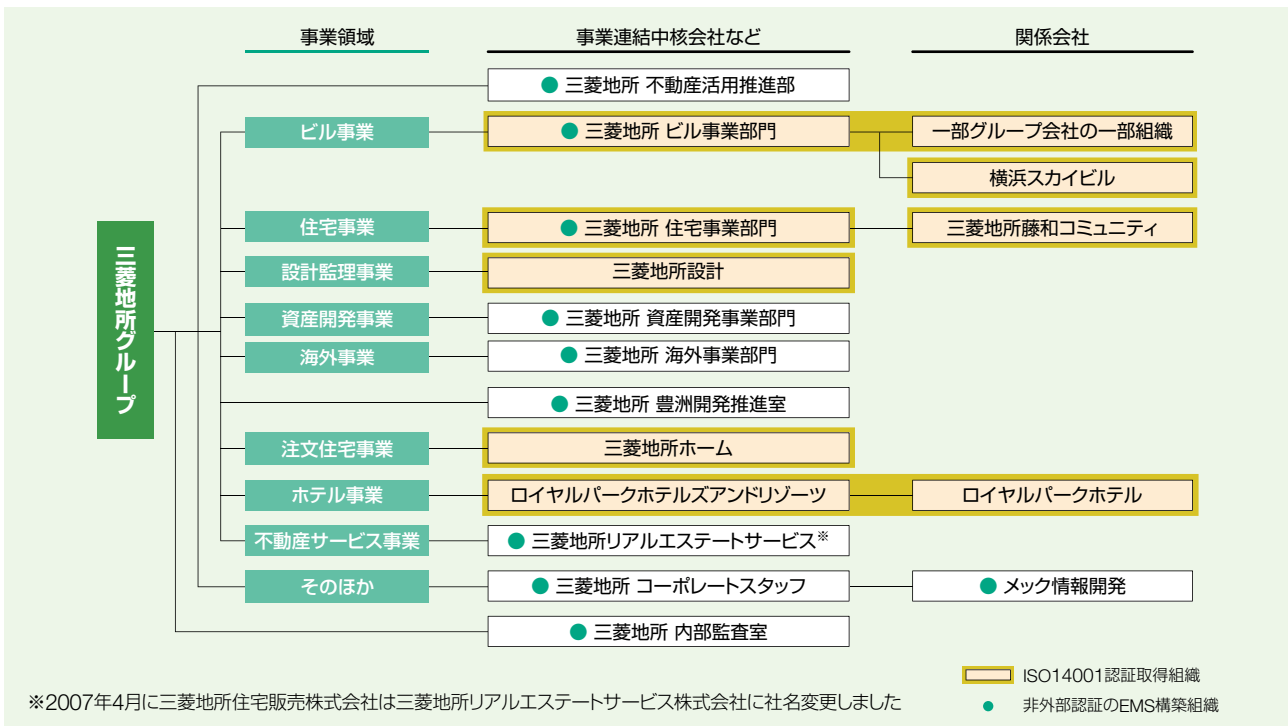 事業領域 事業連結中核会社など 関係会社
● 三菱地所 不動産活用推進部
ビル事業 ● 三菱地所 ビル事業部門 一部グループ会社の一部組織
横浜スカイビル
住宅事業 ● 三菱地所 住宅事業部門 三菱地所藤和コミュニティ
三菱地所グループ
設計監理事業 三菱地所設計
資産開発事業 ● 三菱地所 資産開発事業部門
海外事業 ● 三菱地所 海外事業部門
● 三菱地所 豊洲開発推進室
注文住宅事業 三菱地所ホーム
ホテル事業 ロイヤルパークホテルズアンドリゾーツ ロイヤルパークホテル
不動産サービス事業 ● 三菱地所リアルエステートサービス※
そのほか ● 三菱地所 コーポレートスタッフ ● メック情報開発
● 三菱地所 内部監査室
ISO14001認証取得組織
※2007年4月に三菱地所住宅販売株式会社は三菱地所リアルエステートサービス株式会社に社名変更しました
● 非外部認証のEMS構築組織